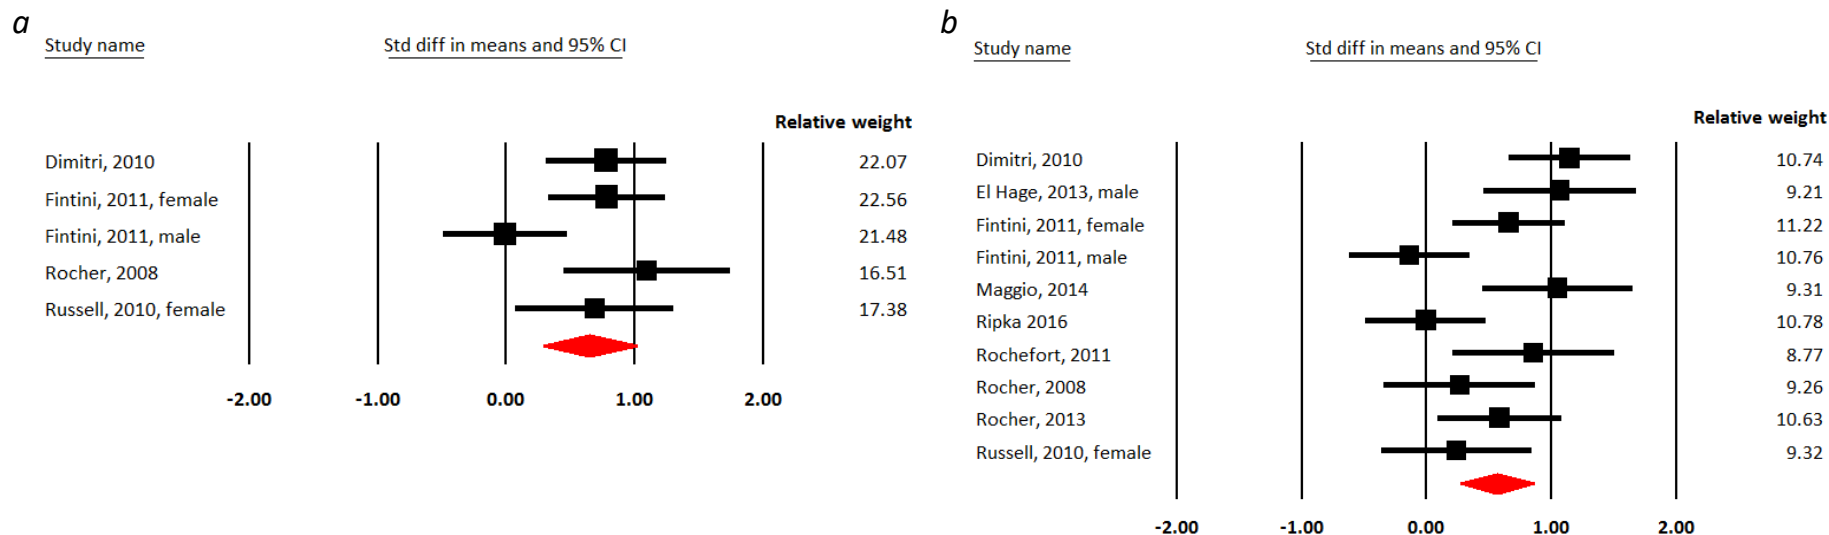 a
Study name Std diff in means and 95% CI
Relative weight
Dimitri, 2010 22.07
Fintini, 2011, female 22.56
Fintini, 2011, male 21.48
Rocher, 2008 16.51
Russell, 2010, female 17.38
-2.00 -1.00 0.00 1.00 2.00
b
Study name Std diff in means and 95% CI
Relative weight
Dimitri, 2010 10.74
El Hage, 2013, male 9.21
Fintini, 2011, female 11.22
Fintini, 2011, male 10.76
Maggio, 2014 9.31
Ripka 2016 10.78
Rochefort, 2011 8.77
Rocher, 2008 9.26
Rocher, 2013 10.63
Russell, 2010, female 9.32
-2.00 -1.00 0.00 1.00 2.00